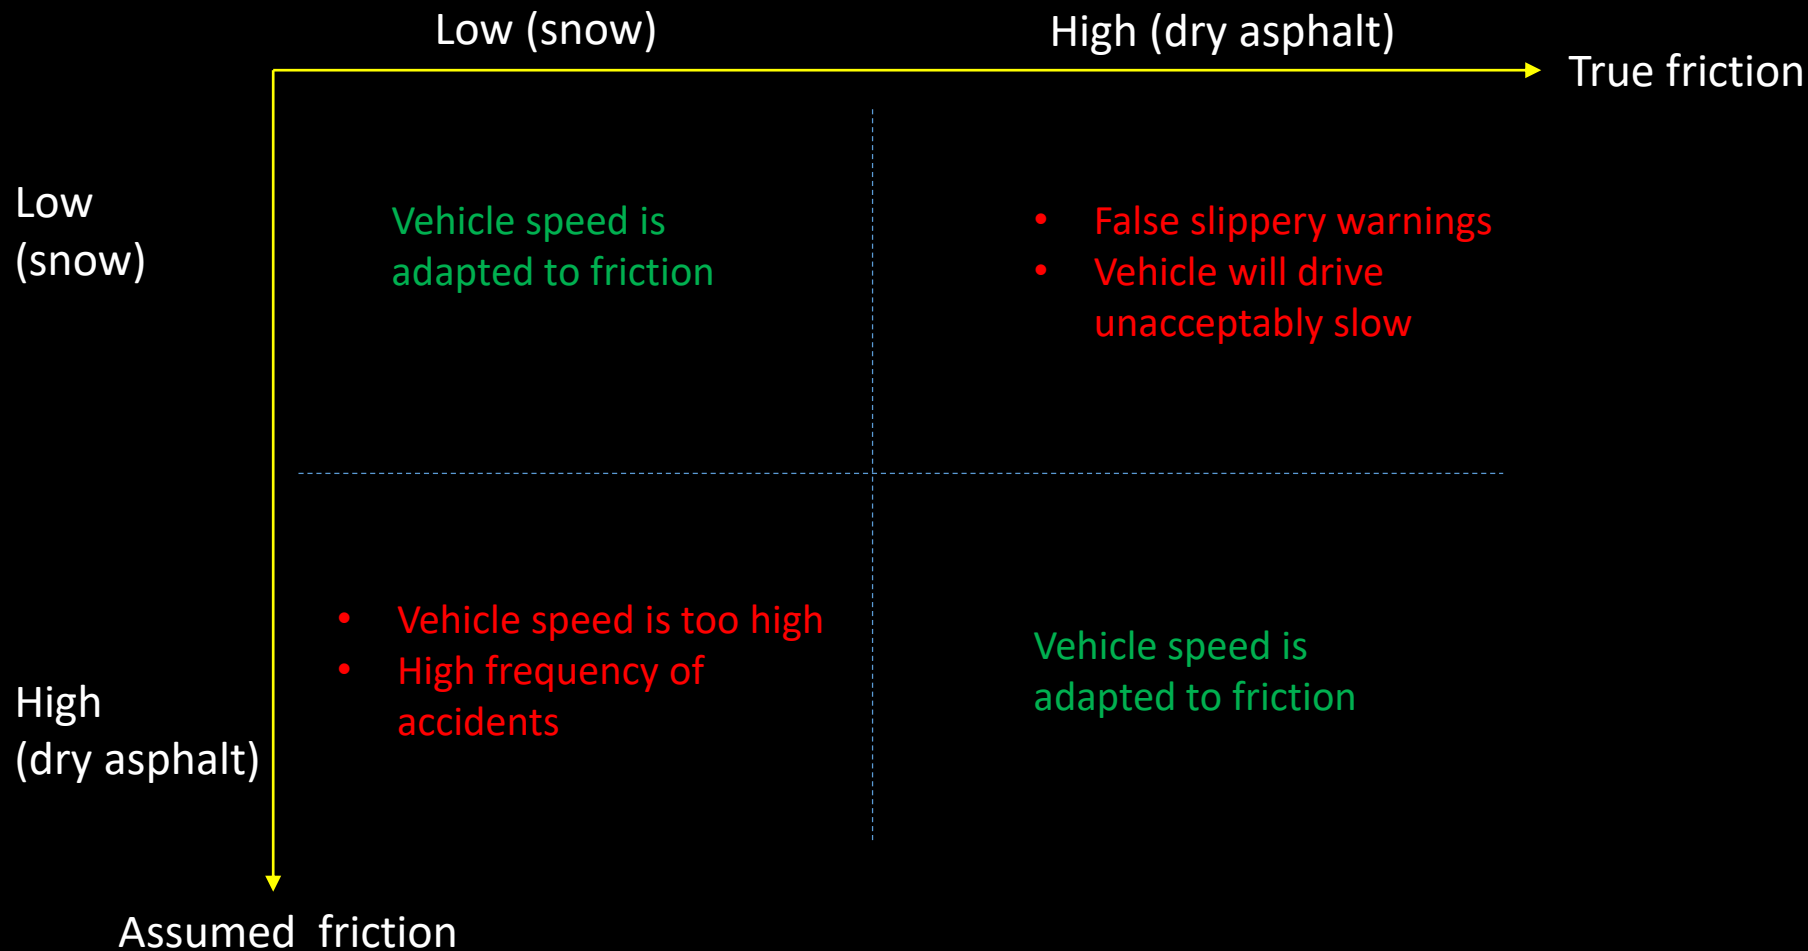 Low (snow)
High (dry asphalt)
True friction
Low
(snow)
Vehicle speed is
adapted to friction
• False slippery warnings
• Vehicle will drive
unacceptably slow
High
(dry asphalt)
• Vehicle speed is too high
• High frequency of
accidents
Vehicle speed is
adapted to friction
Assumed  friction